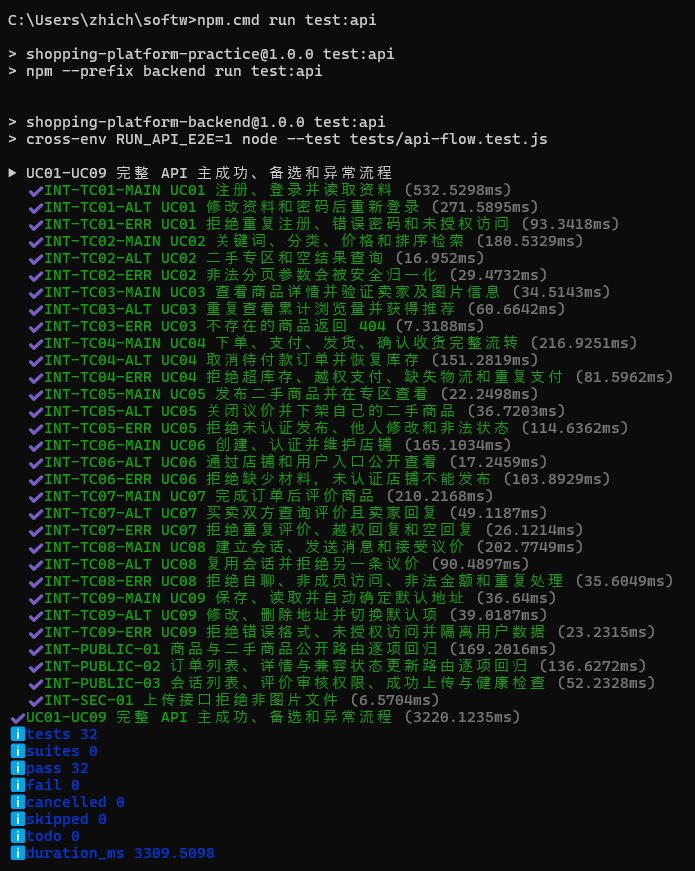 C:\Users\zhich\softw>npm.cmd run test:api
> shopping-platform-practice@1.0.0 test:api
> npm --prefix backend run test:api
> shopping-platform-backend@1.0.0 test:api
> cross-env RUN_API_E2E=1 node --test tests/api-flow.test.js
▶ UC01-UC09 完整 API 主成功、备选和异常流程
✔INT-TC01-MAIN UC01 注册、登录并读取资料 (532.5298ms)
✔INT-TC01-ALT UC01 修改资料和密码后重新登录 (271.5895ms)
✔INT-TC01-ERR UC01 拒绝重复注册、错误密码和未授权访问 (93.3418ms)
✔INT-TC02-MAIN UC02 关键词、分类、价格和排序检索 (180.5329ms)
✔INT-TC02-ALT UC02 二手专区和空结果查询 (16.952ms)
✔INT-TC02-ERR UC02 非法分页参数会被安全归一化 (29.4732ms)
✔INT-TC03-MAIN UC03 查看商品详情并验证卖家及图片信息 (34.5143ms)
✔INT-TC03-ALT UC03 重复查看累计浏览量并获得推荐 (60.6642ms)
✔INT-TC03-ERR UC03 不存在的商品返回 404 (7.3188ms)
✔INT-TC04-MAIN UC04 下单、支付、发货、确认收货完整流转 (216.9251ms)
✔INT-TC04-ALT UC04 取消待付款订单并恢复库存 (151.2819ms)
✔INT-TC04-ERR UC04 拒绝超库存、越权支付、缺失物流和重复支付 (81.5962ms)
✔INT-TC05-MAIN UC05 发布二手商品并在专区查看 (22.2498ms)
✔INT-TC05-ALT UC05 关闭议价并下架自己的二手商品 (36.7203ms)
✔INT-TC05-ERR UC05 拒绝未认证发布、他人修改和非法状态 (114.6362ms)
✔INT-TC06-MAIN UC06 创建、认证并维护店铺 (165.1034ms)
✔INT-TC06-ALT UC06 通过店铺和用户入口公开查看 (17.2459ms)
✔INT-TC06-ERR UC06 拒绝缺少材料，未认证店铺不能发布 (103.8929ms)
✔INT-TC07-MAIN UC07 完成订单后评价商品 (210.2168ms)
✔INT-TC07-ALT UC07 买卖双方查询评价且卖家回复 (49.1187ms)
✔INT-TC07-ERR UC07 拒绝重复评价、越权回复和空回复 (26.1214ms)
✔INT-TC08-MAIN UC08 建立会话、发送消息和接受议价 (202.7749ms)
✔INT-TC08-ALT UC08 复用会话并拒绝另一条议价 (90.4897ms)
✔INT-TC08-ERR UC08 拒绝自聊、非成员访问、非法金额和重复处理 (35.6049ms)
✔INT-TC09-MAIN UC09 保存、读取并自动确定默认地址 (36.64ms)
✔INT-TC09-ALT UC09 修改、删除地址并切换默认项 (39.0187ms)
✔INT-TC09-ERR UC09 拒绝错误格式、未授权访问并隔离用户数据 (23.2315ms)
✔INT-PUBLIC-01 商品与二手商品公开路由逐项回归 (169.2016ms)
✔INT-PUBLIC-02 订单列表、详情与兼容状态更新路由逐项回归 (136.6272ms)
✔INT-PUBLIC-03 会话列表、评价审核权限、成功上传与健康检查 (52.2328ms)
✔INT-SEC-01 上传接口拒绝非图片文件 (6.5704ms)
✔UC01-UC09 完整 API 主成功、备选和异常流程 (3220.1235ms)
ℹtests 32
ℹsuites 0
ℹpass 32
ℹfail 0
ℹcancelled 0
ℹskipped 0
ℹtodo 0
ℹduration_ms 3309.5098